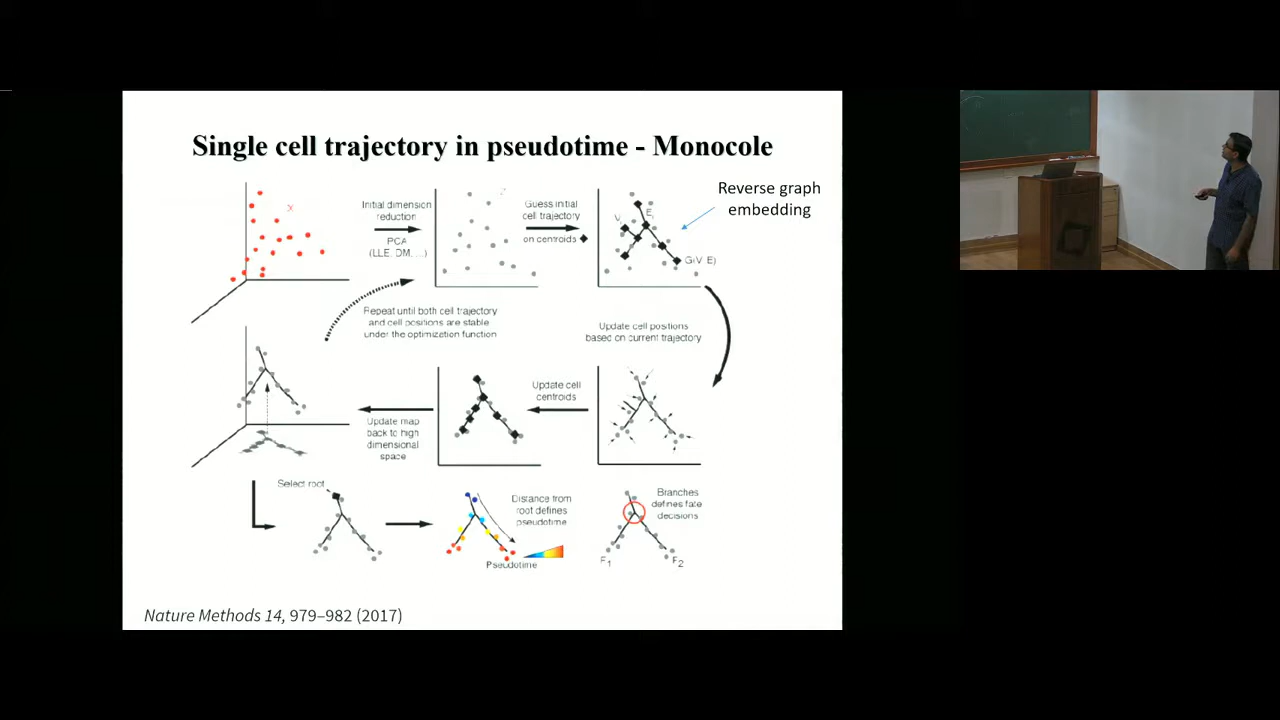 Single cell trajectory in pseudotime - Monocole
Reverse graph
embedding
Initial dimension
reduction
PCA
(LLE, DM, ...)
Guess initial
cell trajectory
on centroids
X
E
G(V, E)
Repeat until both cell trajectory
and cell positions are stable
under the optimization function
Update cell positions
based on current trajectory
Update cell
centroids
Update map
back to high
dimensional
space
Select root
Distance from
root defines
pseudotime
Pseudotime
Branches
defines fate
decisions
F1
F2
Nature Methods 14, 979–982 (2017)